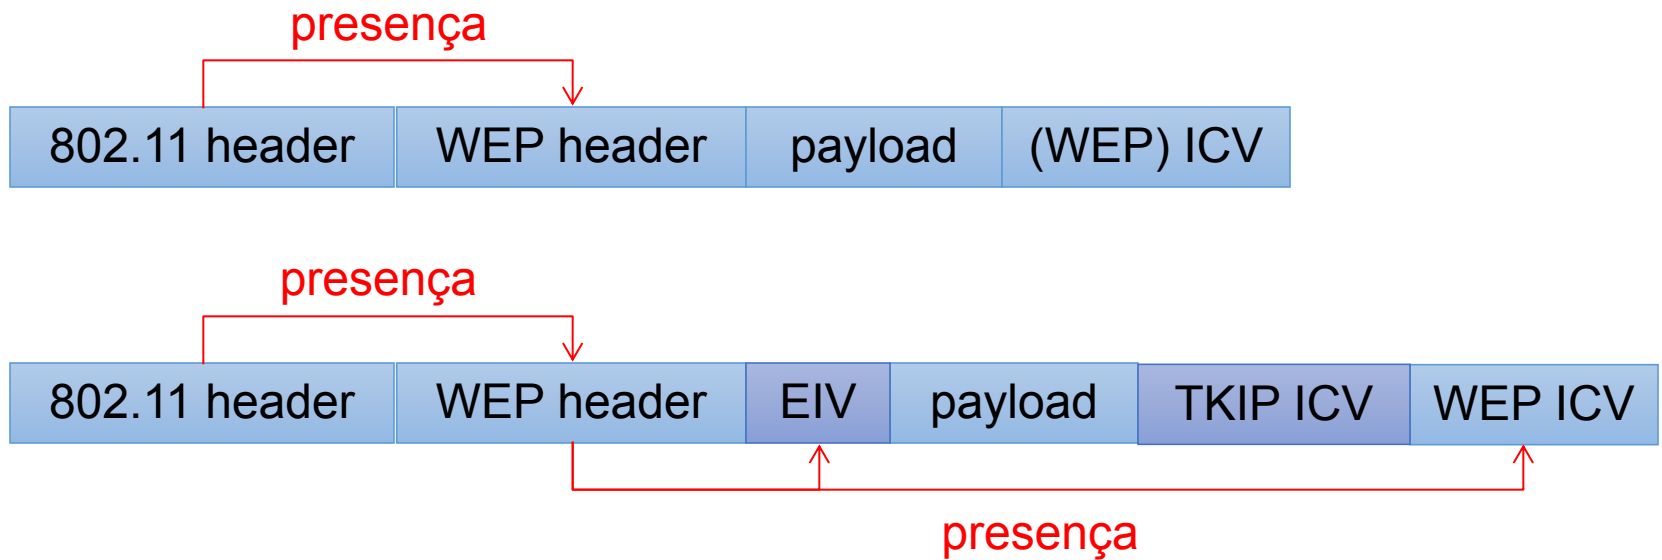 presença
802.11 header WEP header payload (WEP) ICV
presença
802.11 header WEP header EIV payload TKIP ICV WEP ICV
presença